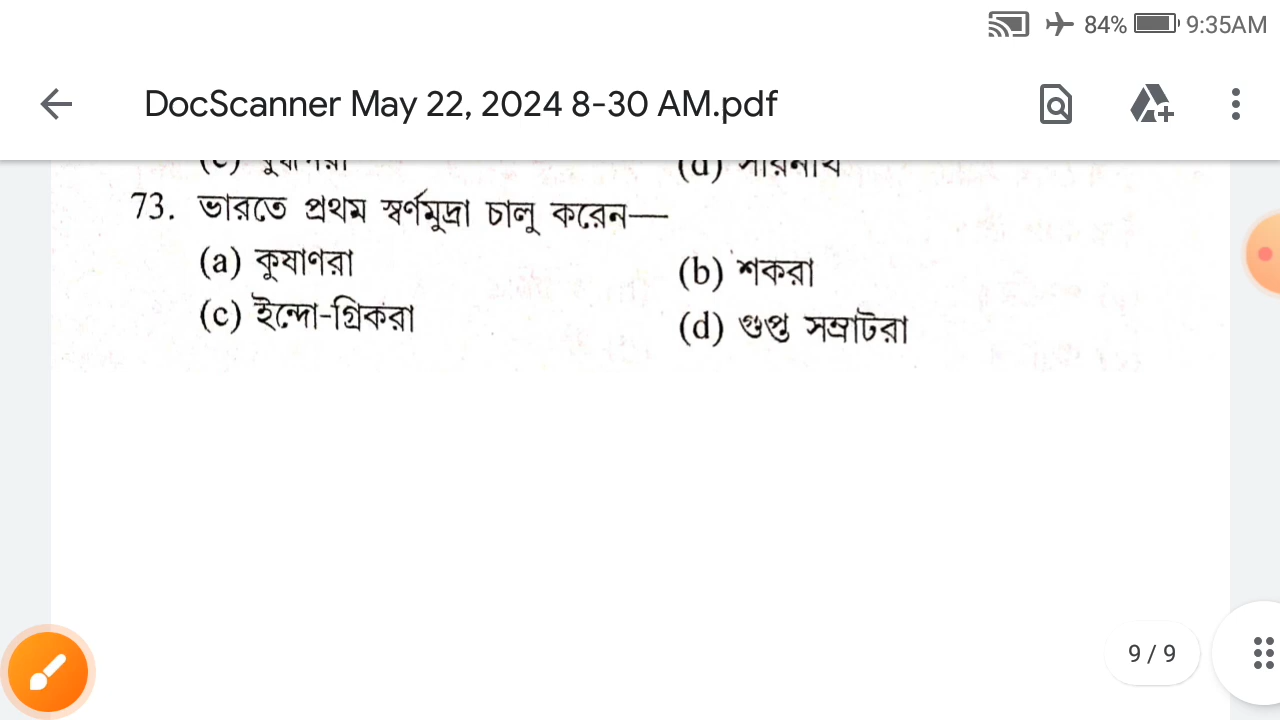 84% 9:35AM
DocScanner May 22, 2024 8-30 AM.pdf
73. ভারতে প্রথম স্বর্ণমুদ্রা চালু করেন—
(a) কুষাণরা (b) শকরা
(c) ইন্দো-গ্রিকরা (d) গুপ্ত সম্রাটরা
9 / 9